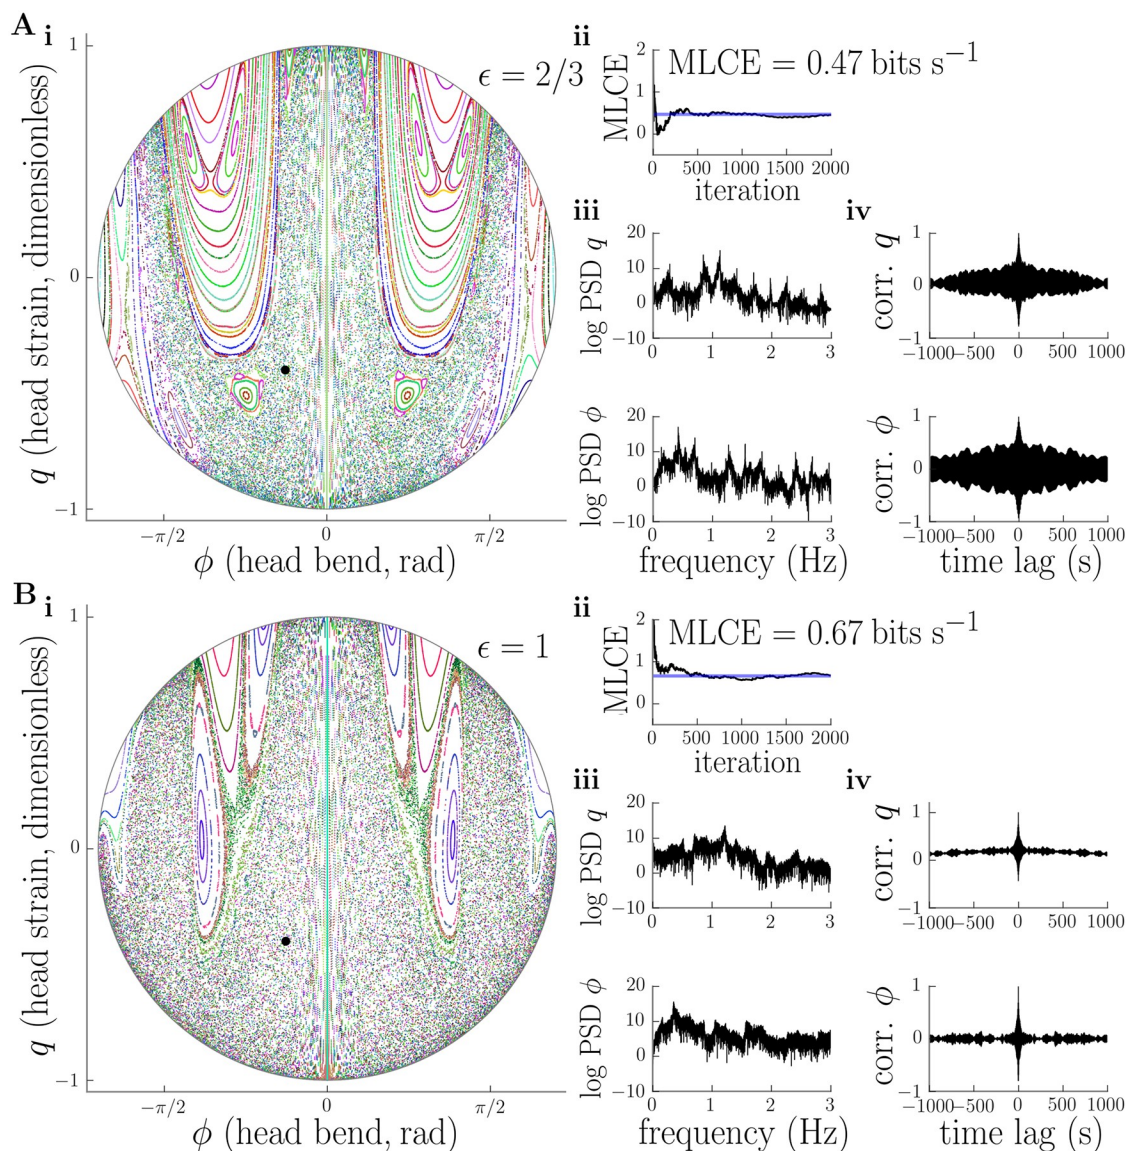 A
i
ϵ = 2/3
q (head strain, dimensionless)
1
0
−1
−π/2
0
π/2
ϕ (head bend, rad)
ii
MLCE = 0.47 bits s−1
MLCE
2
1
0
0
500
1000
1500
2000
iteration
iii
log PSD q
20
10
0
−10
0
1
2
3
iv
corr. q
1
0
−1
−1000
−500
0
500
1000
log PSD ϕ
20
10
0
−10
0
1
2
3
frequency (Hz)
corr. ϕ
1
0
−1
−1000
−500
0
500
1000
time lag (s)
B
i
ϵ = 1
q (head strain, dimensionless)
1
0
−1
−π/2
0
π/2
ϕ (head bend, rad)
ii
MLCE = 0.67 bits s−1
MLCE
2
1
0
0
500
1000
1500
2000
iteration
iii
log PSD q
20
10
0
−10
0
1
2
3
iv
corr. q
1
0
−1
−1000
−500
0
500
1000
log PSD ϕ
20
10
0
−10
0
1
2
3
frequency (Hz)
corr. ϕ
1
0
−1
−1000
−500
0
500
1000
time lag (s)